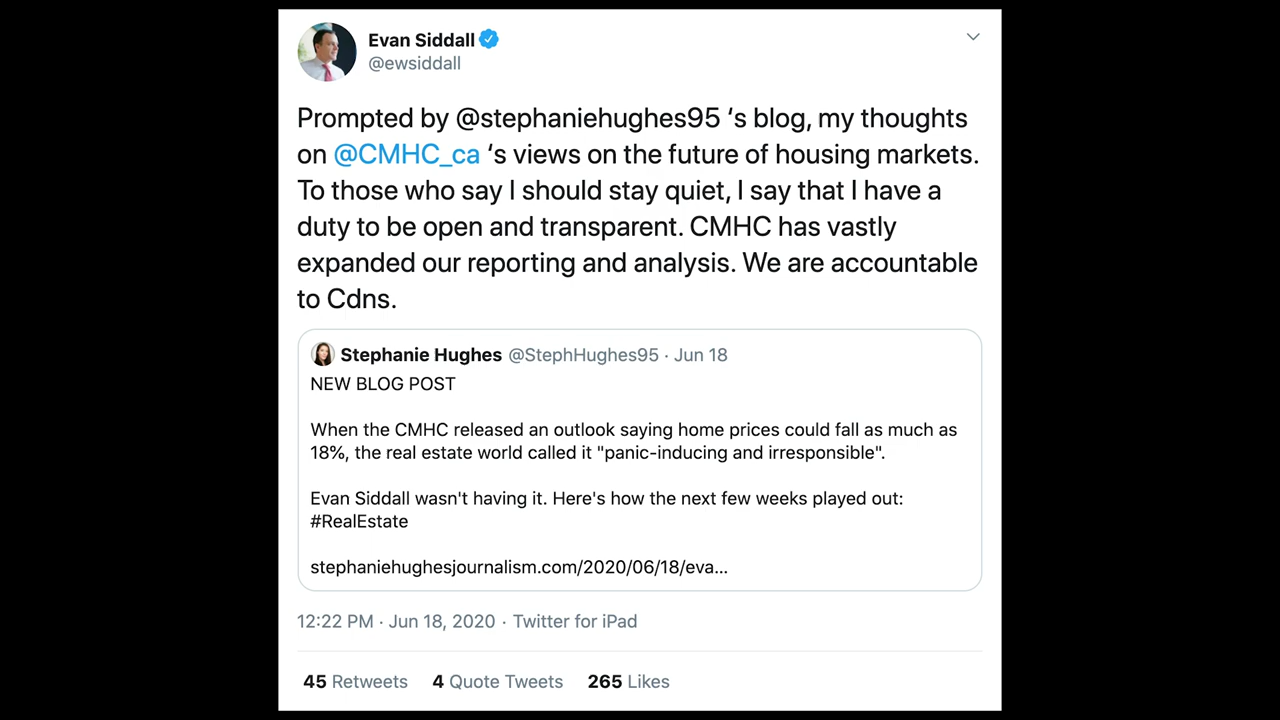 Evan Siddall
@ewsiddall
Prompted by @stephaniehughes95 ‘s blog, my thoughts
on @CMHC_ca ‘s views on the future of housing markets.
To those who say I should stay quiet, I say that I have a
duty to be open and transparent. CMHC has vastly
expanded our reporting and analysis. We are accountable
to Cdns.
Stephanie Hughes @StephHughes95 · Jun 18
NEW BLOG POST
When the CMHC released an outlook saying home prices could fall as much as
18%, the real estate world called it "panic-inducing and irresponsible".
Evan Siddall wasn't having it. Here's how the next few weeks played out:
#RealEstate
stephaniehughesjournalism.com/2020/06/18/eva...
12:22 PM · Jun 18, 2020 · Twitter for iPad
45 Retweets 4 Quote Tweets 265 Likes